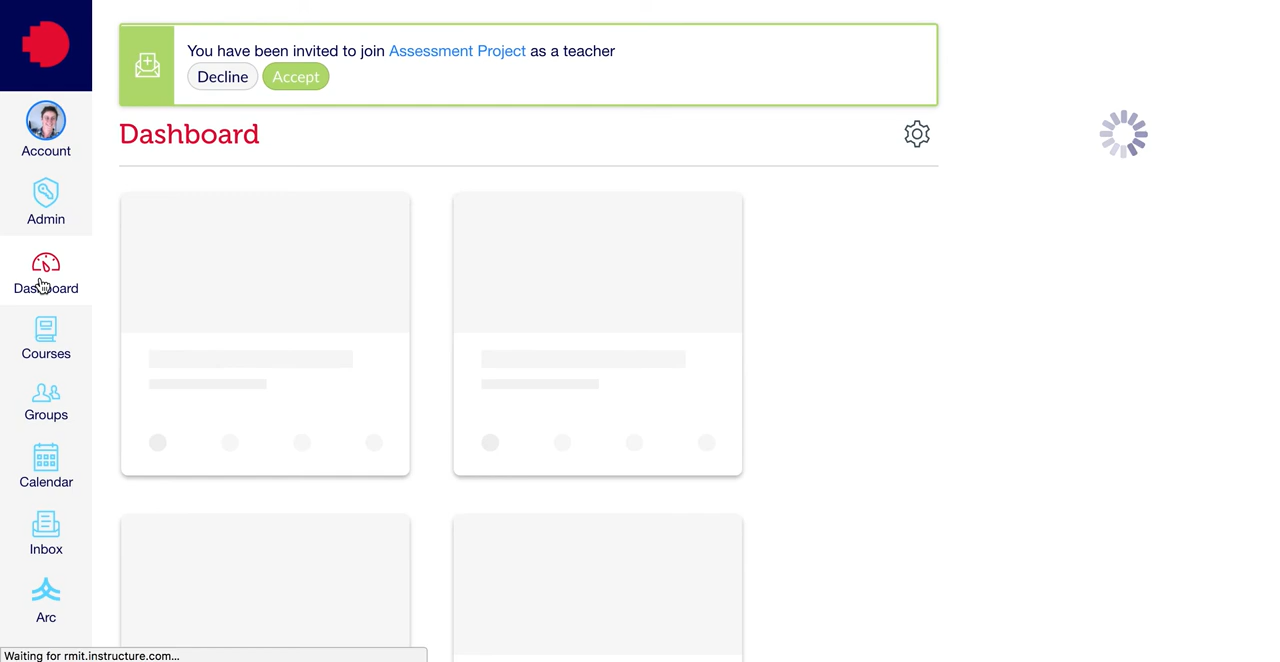 You have been invited to join Assessment Project as a teacher
Decline Accept
Dashboard
Account
Admin
Dashboard
Courses
Groups
Calendar
Inbox
Arc
Waiting for rmit.instructure.com...